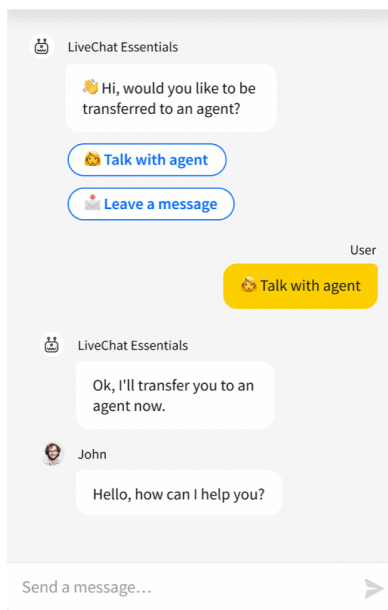 LiveChat Essentials
👋 Hi, would you like to be
transferred to an agent?
👩 Talk with agent
📩 Leave a message
User
👩 Talk with agent
LiveChat Essentials
Ok, I'll transfer you to an
agent now.
John
Hello, how can I help you?
Send a message...